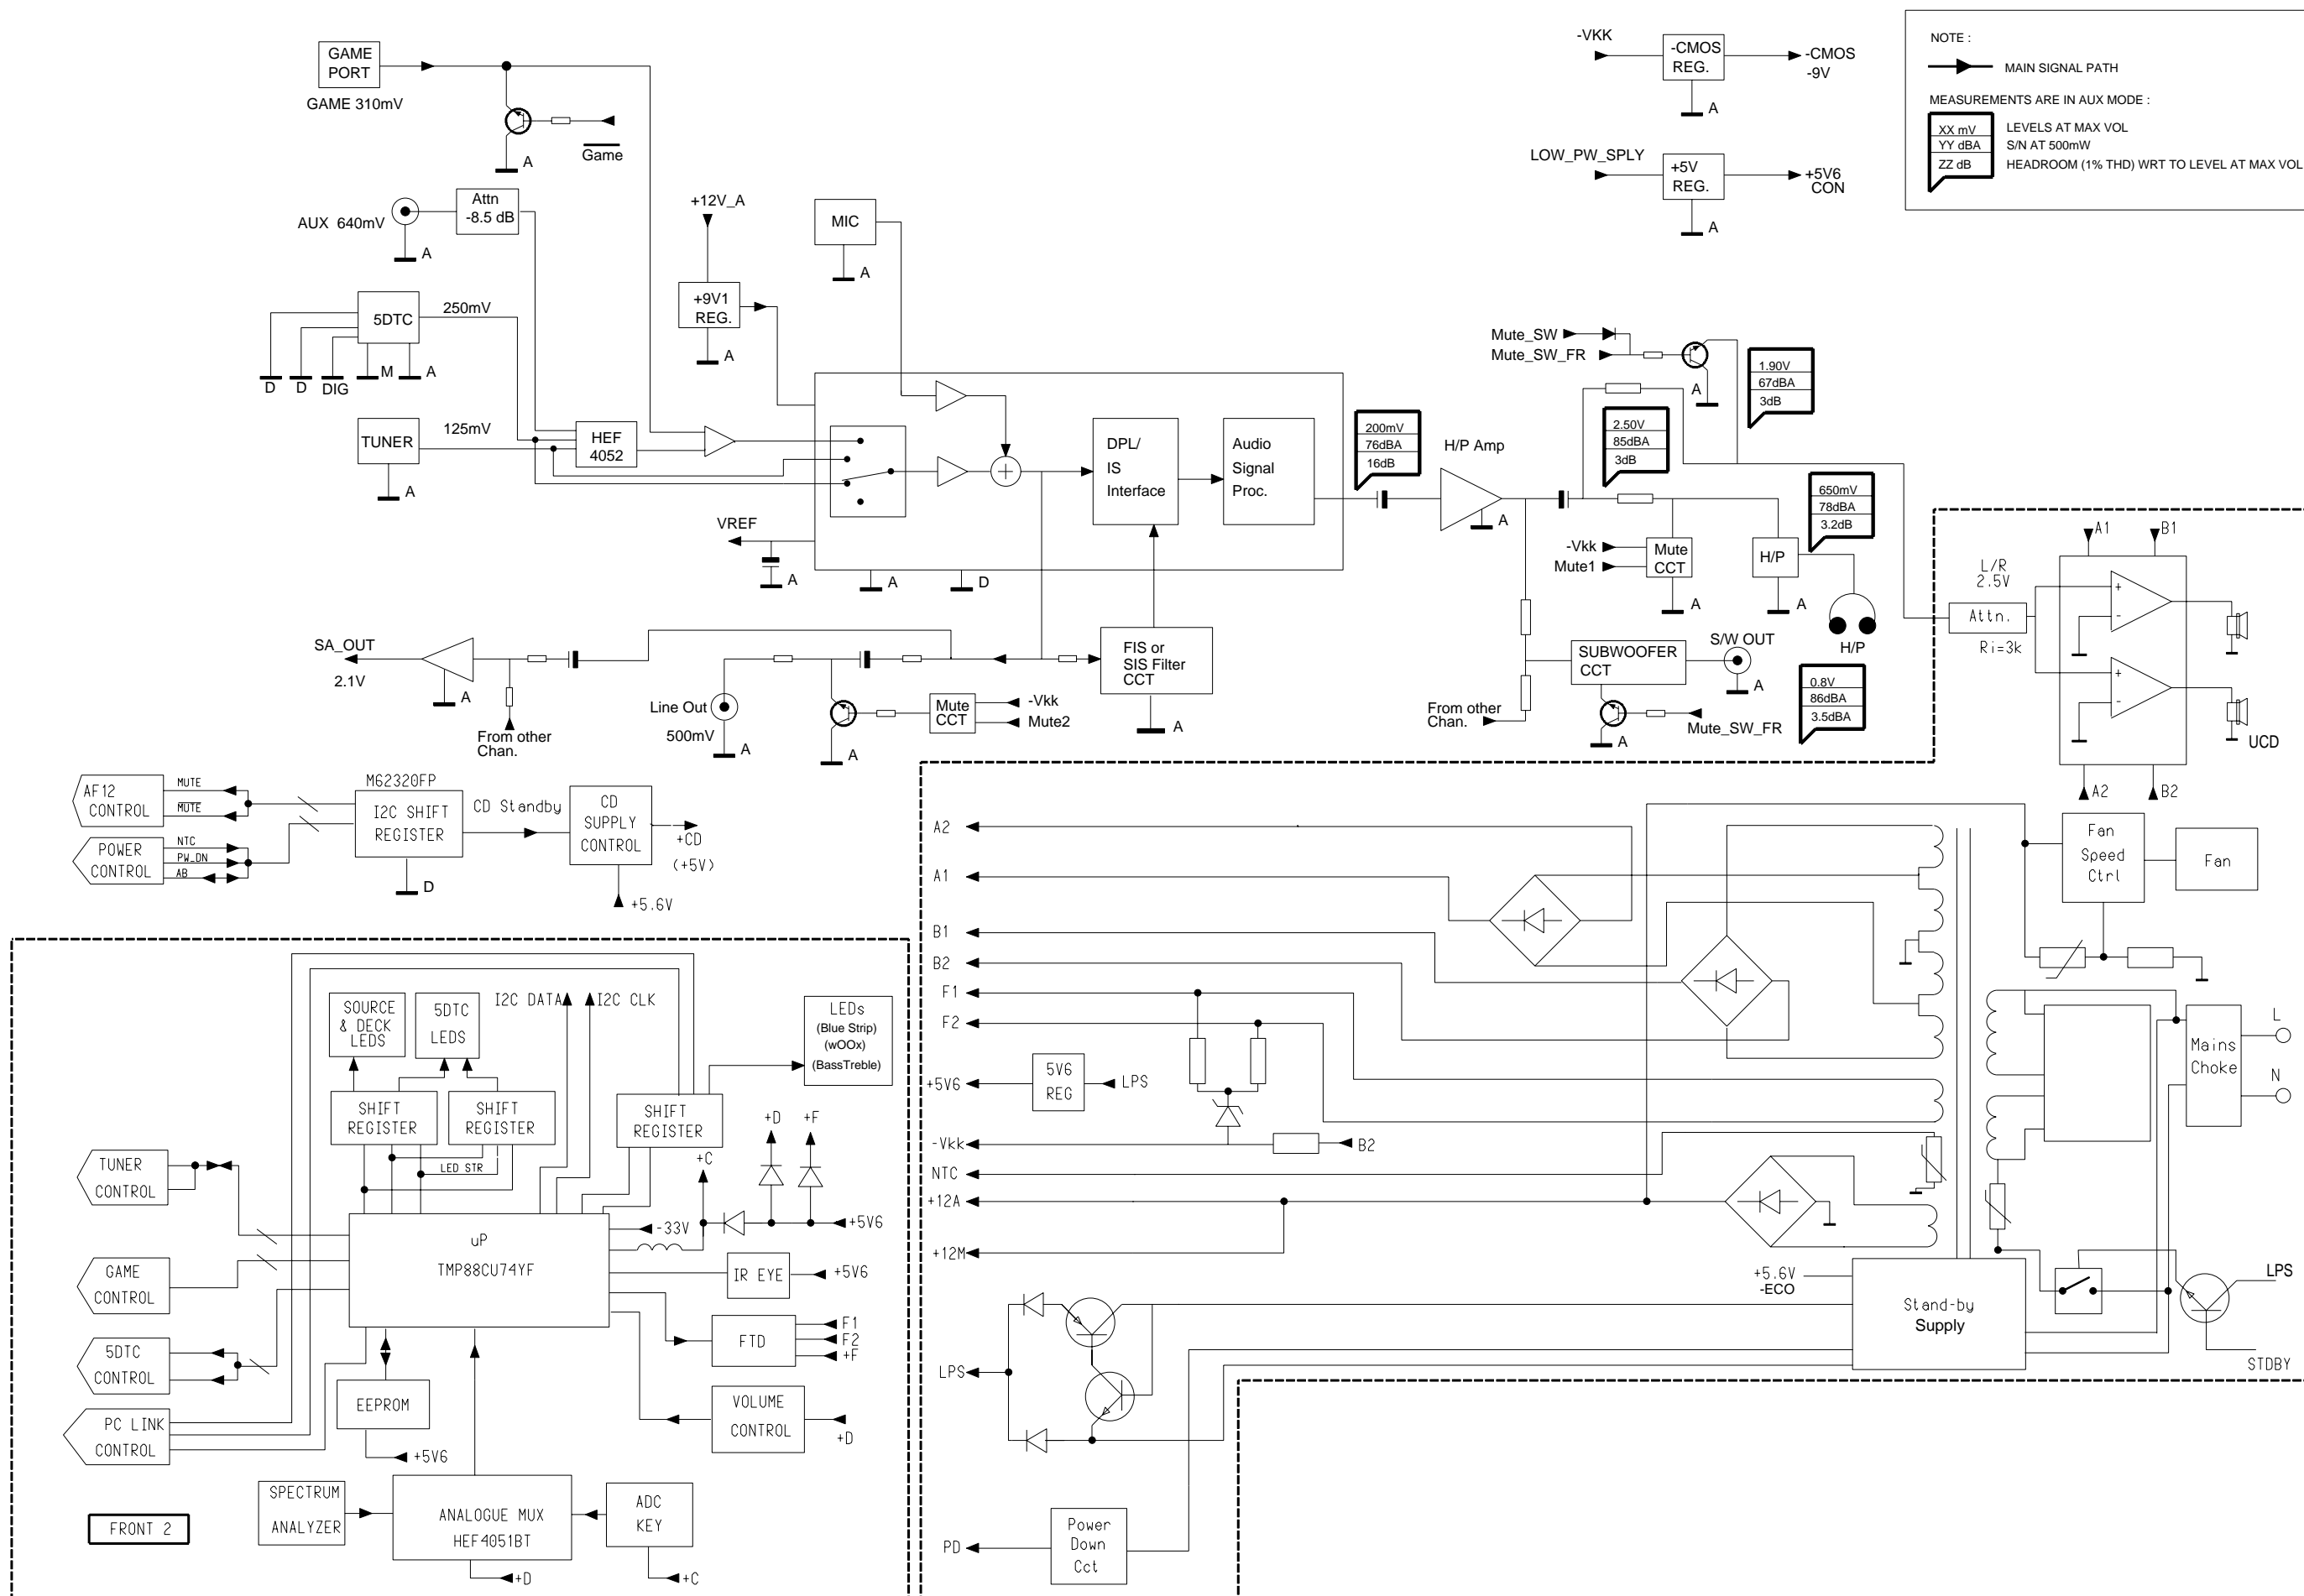 GAME
PORT
GAME 310mV
A
Game
AUX 640mV
Attn
-8.5 dB
A
5DTC
250mV
D
D
DIG
M
A
TUNER
125mV
A
HEF
4052
+12V_A
+9V1
REG.
A
MIC
A
VREF
A
A
D
DPL/
IS
Interface
Audio
Signal
Proc.
-VKK
-CMOS
REG.
-CMOS
-9V
A
LOW_PW_SPLY
+5V
REG.
+5V6
CON
A
NOTE :
MAIN SIGNAL PATH
MEASUREMENTS ARE IN AUX MODE :
XX mV
LEVELS AT MAX VOL
YY dBA
S/N AT 500mW
ZZ dB
HEADROOM (1% THD) WRT TO LEVEL AT MAX VOL
Mute_SW
Mute_SW_FR
A
1.90V
67dBA
3dB
200mV
76dBA
16dB
H/P Amp
A
2.50V
85dBA
3dB
650mV
78dBA
3.2dB
-Vkk
Mute1
Mute
CCT
A
H/P
A
H/P
SA_OUT
2.1V
A
From other
Chan.
Line Out
500mV
A
A
Mute
CCT
-Vkk
Mute2
FIS or
SIS Filter
CCT
A
From other
Chan.
SUBWOOFER
CCT
S/W OUT
A
A
Mute_SW_FR
0.8V
86dBA
3.5dBA
L/R
2.5V
Attn.
Ri=3k
A1
B1
+
-
+
-
A2
B2
UCD
AF12
CONTROL
MUTE
MUTE
POWER
CONTROL
NTC
PW_DN
AB
M62320FP
I2C SHIFT
REGISTER
D
CD Standby
CD
SUPPLY
CONTROL
+CD
(+5V)
+5.6V
SOURCE
& DECK
LEDS
5DTC
LEDS
I2C DATA
I2C CLK
LEDs
(Blue Strip)
(wOOx)
(BassTreble)
SHIFT
REGISTER
SHIFT
REGISTER
SHIFT
REGISTER
LED STR
+D
+F
+C
-33V
+5V6
TUNER
CONTROL
GAME
CONTROL
5DTC
CONTROL
PC LINK
CONTROL
uP
TMP88CU74YF
IR EYE
+5V6
FTD
F1
F2
+F
EEPROM
+5V6
VOLUME
CONTROL
+D
SPECTRUM
ANALYZER
ANALOGUE MUX
HEF4051BT
+D
ADC
KEY
+C
FRONT 2
A2
A1
B1
B2
F1
F2
+5V6
5V6
REG
LPS
-Vkk
B2
NTC
+12A
+12M
LPS
PD
Power
Down
Cct
+5.6V
-ECO
Stand-by
Supply
Fan
Speed
Ctrl
Fan
Mains
Choke
L
N
LPS
STDBY